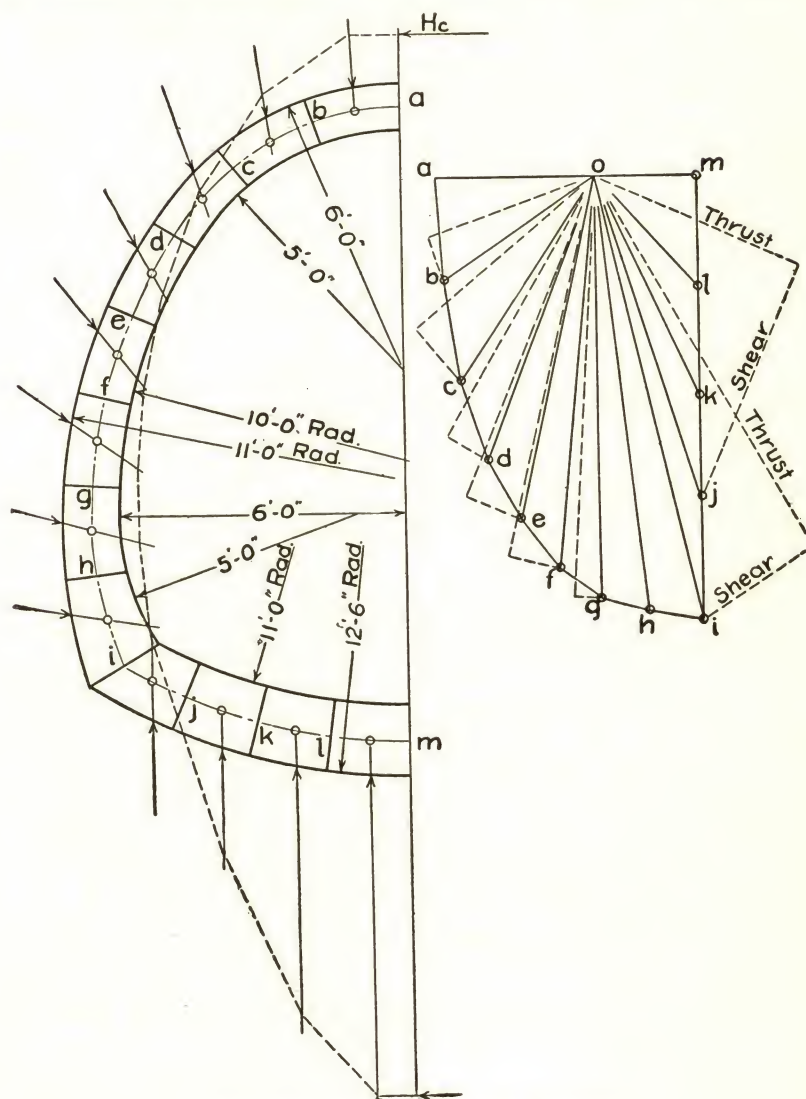 Hc
a
b
c
6'-0"
5'-0"
d
e
f
10'-0" Rad.
11'-0" Rad.
g
6'-0"
5'-0"
h
11'-0" Rad.
12'-6" Rad.
i
j
k
l
m
a
o
m
Thrust
b
l
Shear
c
k
Thrust
d
j
e
f
g
h
i
Shear